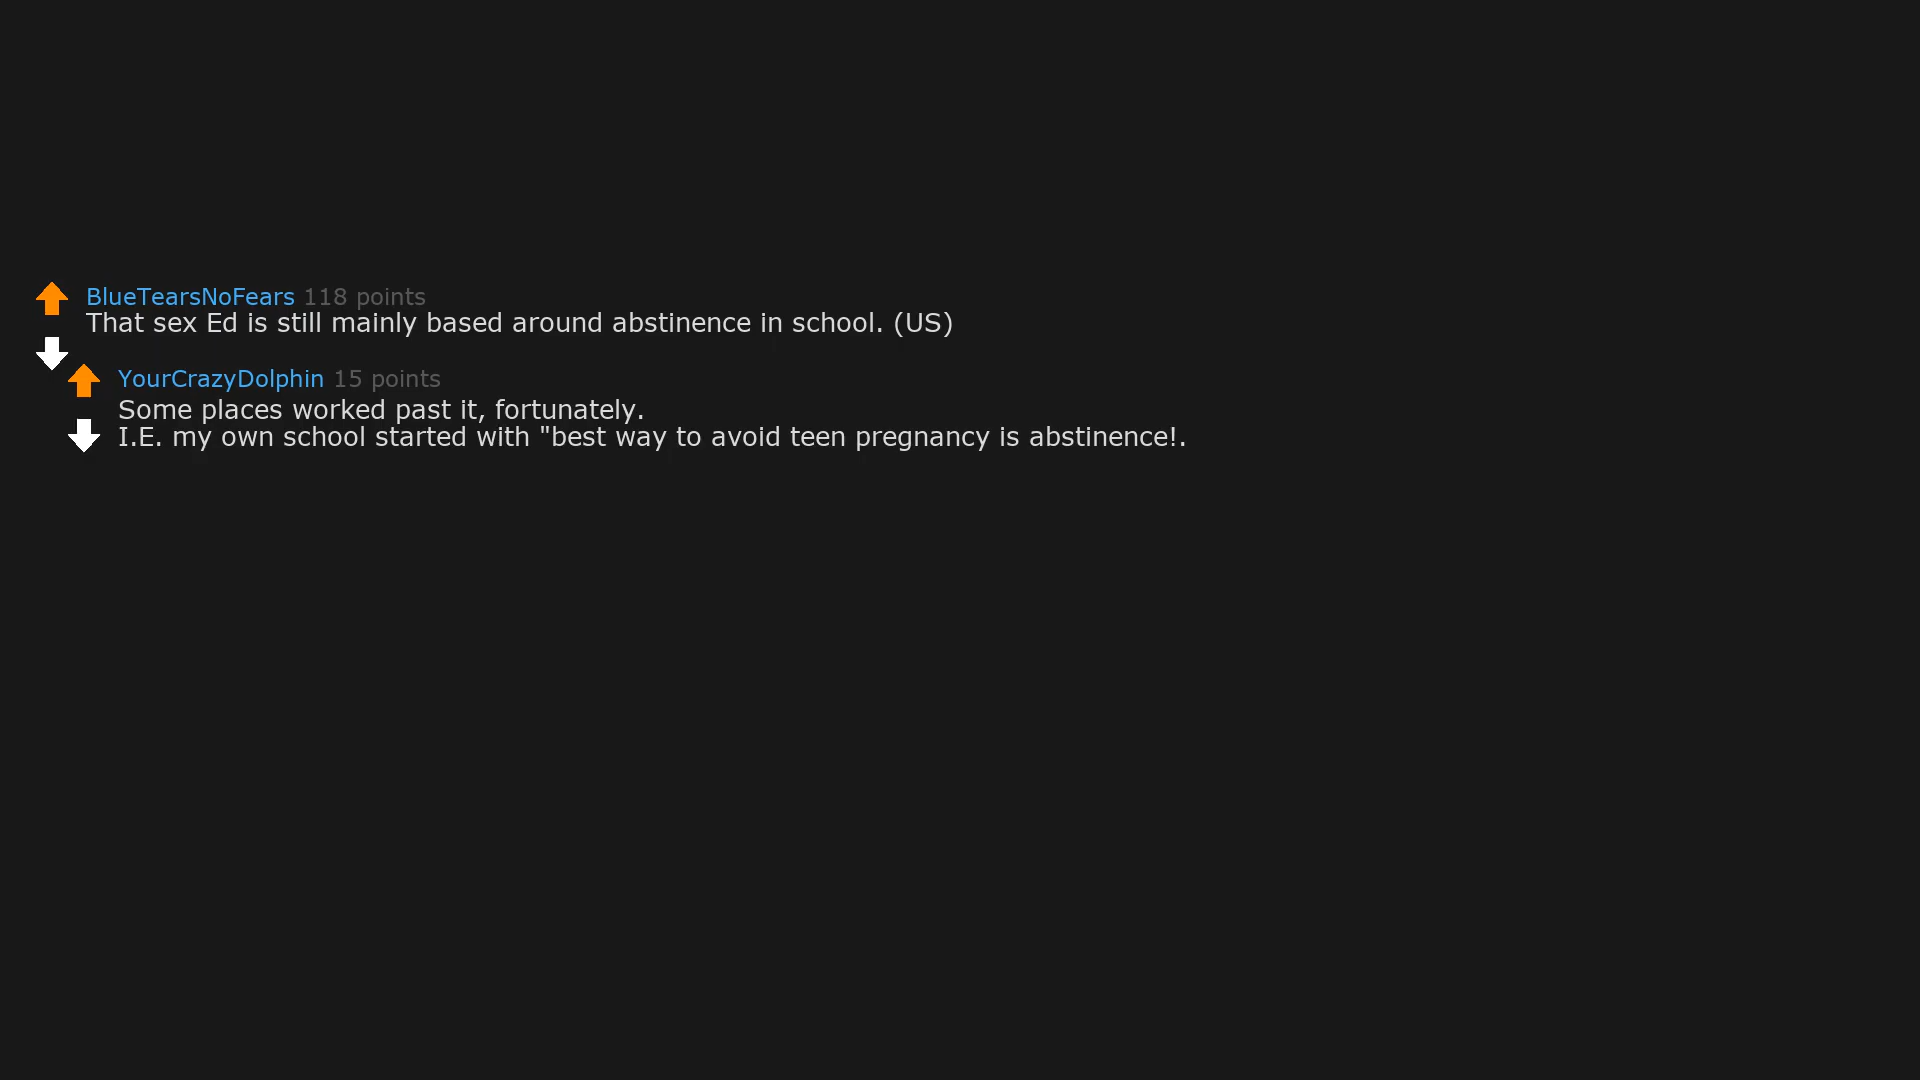 BlueTearsNoFears 118 points
That sex Ed is still mainly based around abstinence in school. (US)
YourCrazyDolphin 15 points
Some places worked past it, fortunately.
I.E. my own school started with "best way to avoid teen pregnancy is abstinence!.